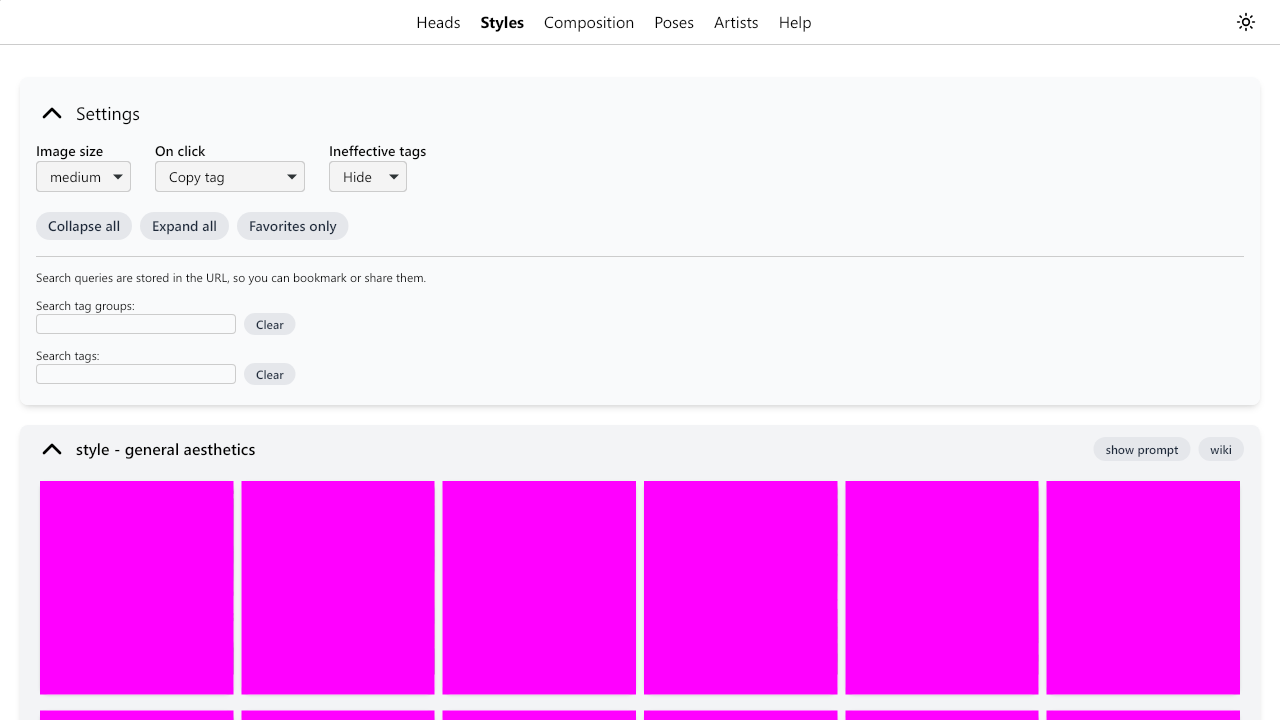 Heads Styles Composition Poses Artists Help
Settings
Image size On click Ineffective tags
medium Copy tag Hide
Collapse all Expand all Favorites only
Search queries are stored in the URL, so you can bookmark or share them.
Search tag groups:
Clear
Search tags:
Clear
style - general aesthetics show prompt wiki